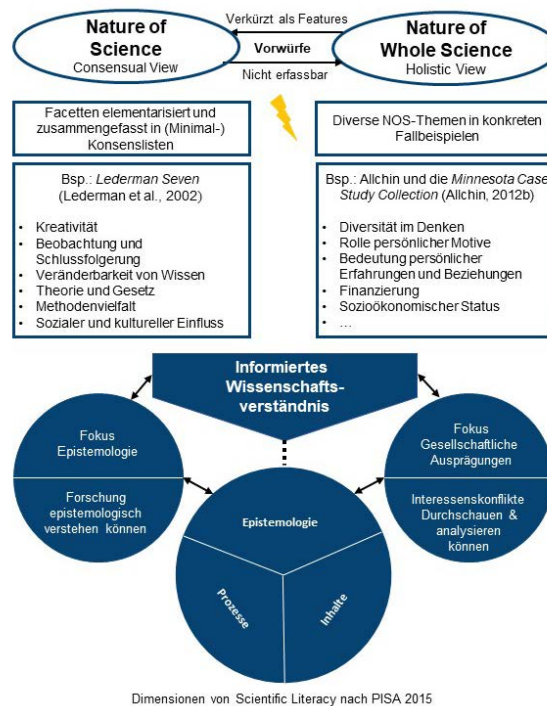 Verkürzt als Features
Nature of
Science
Consensual View
Vorwürfe
Nature of
Whole Science
Holistic View
Nicht erfassbar
Facetten elementarisiert und
zusammengefasst in (Minimal-)
Konsenslisten
Diverse NOS-Themen in konkreten
Fallbeispielen
Bsp.: Lederman Seven
(Lederman et al., 2002)
• Kreativität
• Beobachtung und
Schlussfolgerung
• Veränderbarkeit von Wissen
• Theorie und Gesetz
• Methodenvielfalt
• Sozialer und kultureller Einfluss
Bsp.: Allchin und die Minnesota Case
Study Collection (Allchin, 2012b)
• Diversität im Denken
• Rolle persönlicher Motive
• Bedeutung persönlicher
Erfahrungen und Beziehungen
• Finanzierung
• Sozioökonomischer Status
• ...
Informiertes
Wissenschafts-
verständnis
Fokus
Epistemologie
Forschung
epistemologisch
verstehen können
Fokus
Gesellschaftliche
Ausprägungen
Interessenskonflikte
Durchschauen &
analysieren
können
Epistemologie
Prozesse
Inhalte
Dimensionen von Scientific Literacy nach PISA 2015